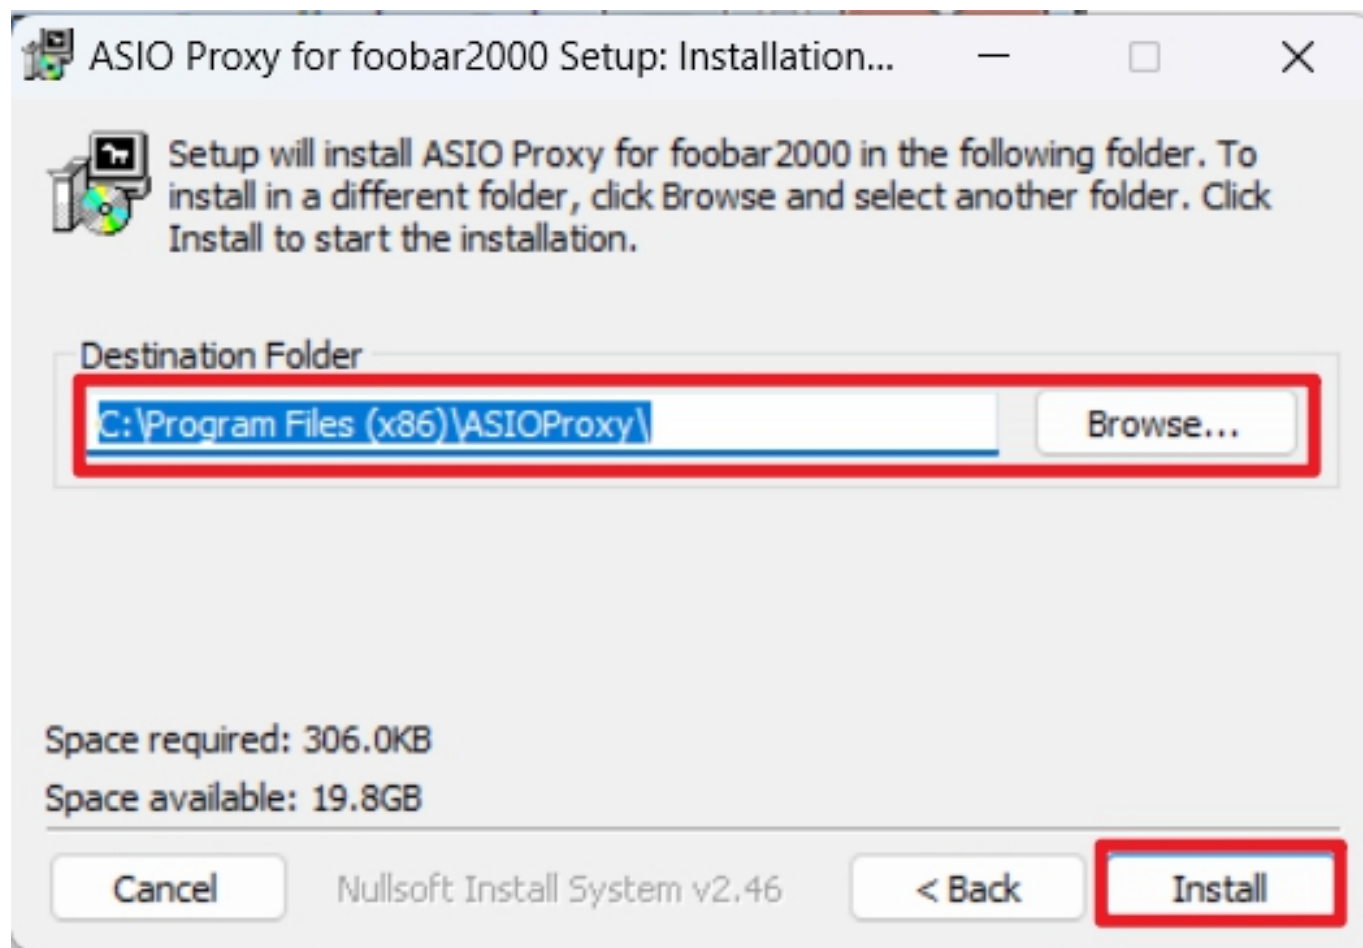 ASIO Proxy for foobar2000 Setup: Installation...
Setup will install ASIO Proxy for foobar2000 in the following folder. To
install in a different folder, click Browse and select another folder. Click
Install to start the installation.
Destination Folder
C:\Program Files (x86)\ASIOProxy\
Browse...
Space required: 306.0KB
Space available: 19.8GB
Cancel
Nullsoft Install System v2.46
< Back
Install